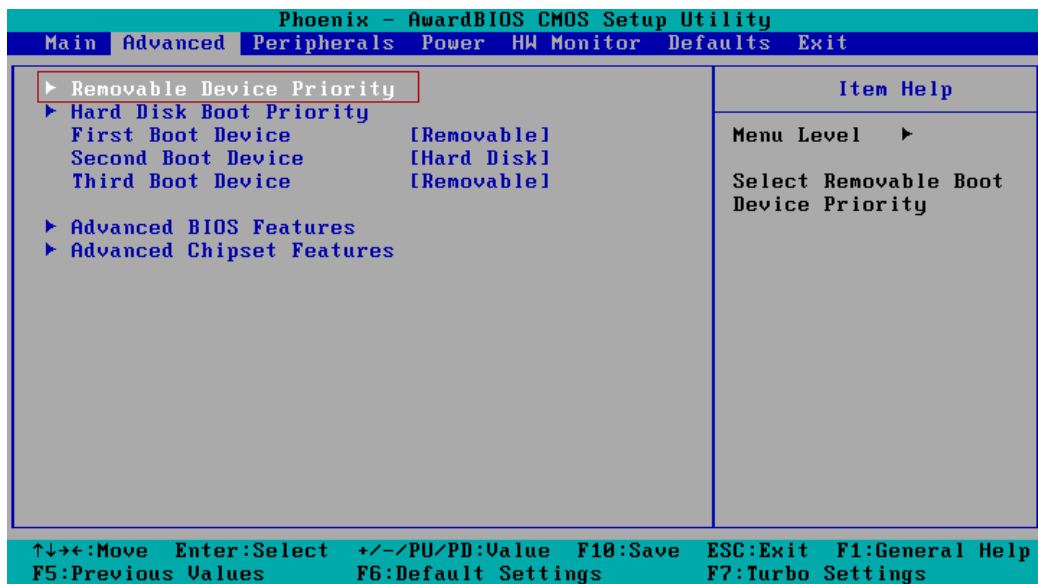 Phoenix - AwardBIOS CMOS Setup Utility
Main Advanced Peripherals Power HW Monitor Defaults Exit
▶ Removable Device Priority
▶ Hard Disk Boot Priority
First Boot Device [Removable]
Second Boot Device [Hard Disk]
Third Boot Device [Removable]
▶ Advanced BIOS Features
▶ Advanced Chipset Features
Item Help
Menu Level ▶
Select Removable Boot
Device Priority
↑↓→←:Move Enter:Select +/-/PU/PD:Value F10:Save ESC:Exit F1:General Help
F5:Previous Values F6:Default Settings F7:Turbo Settings